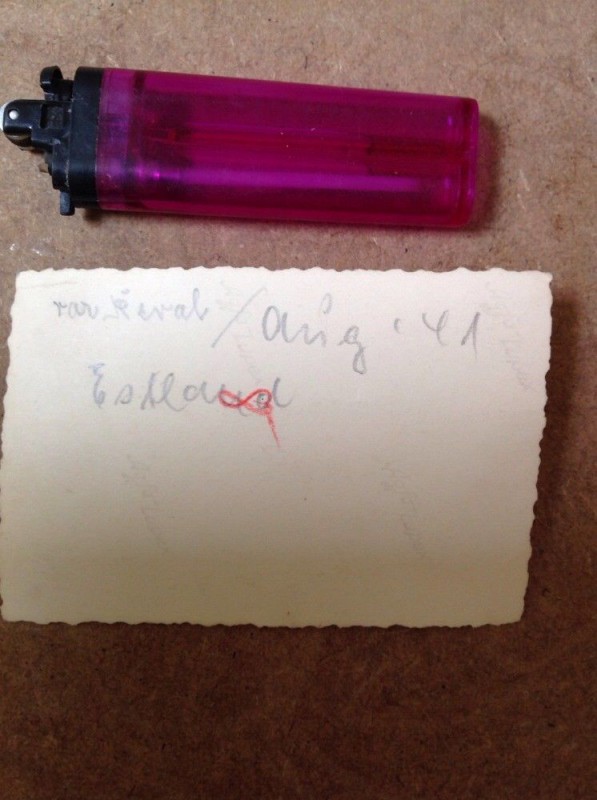 vor Reval / Aug '41
Estland